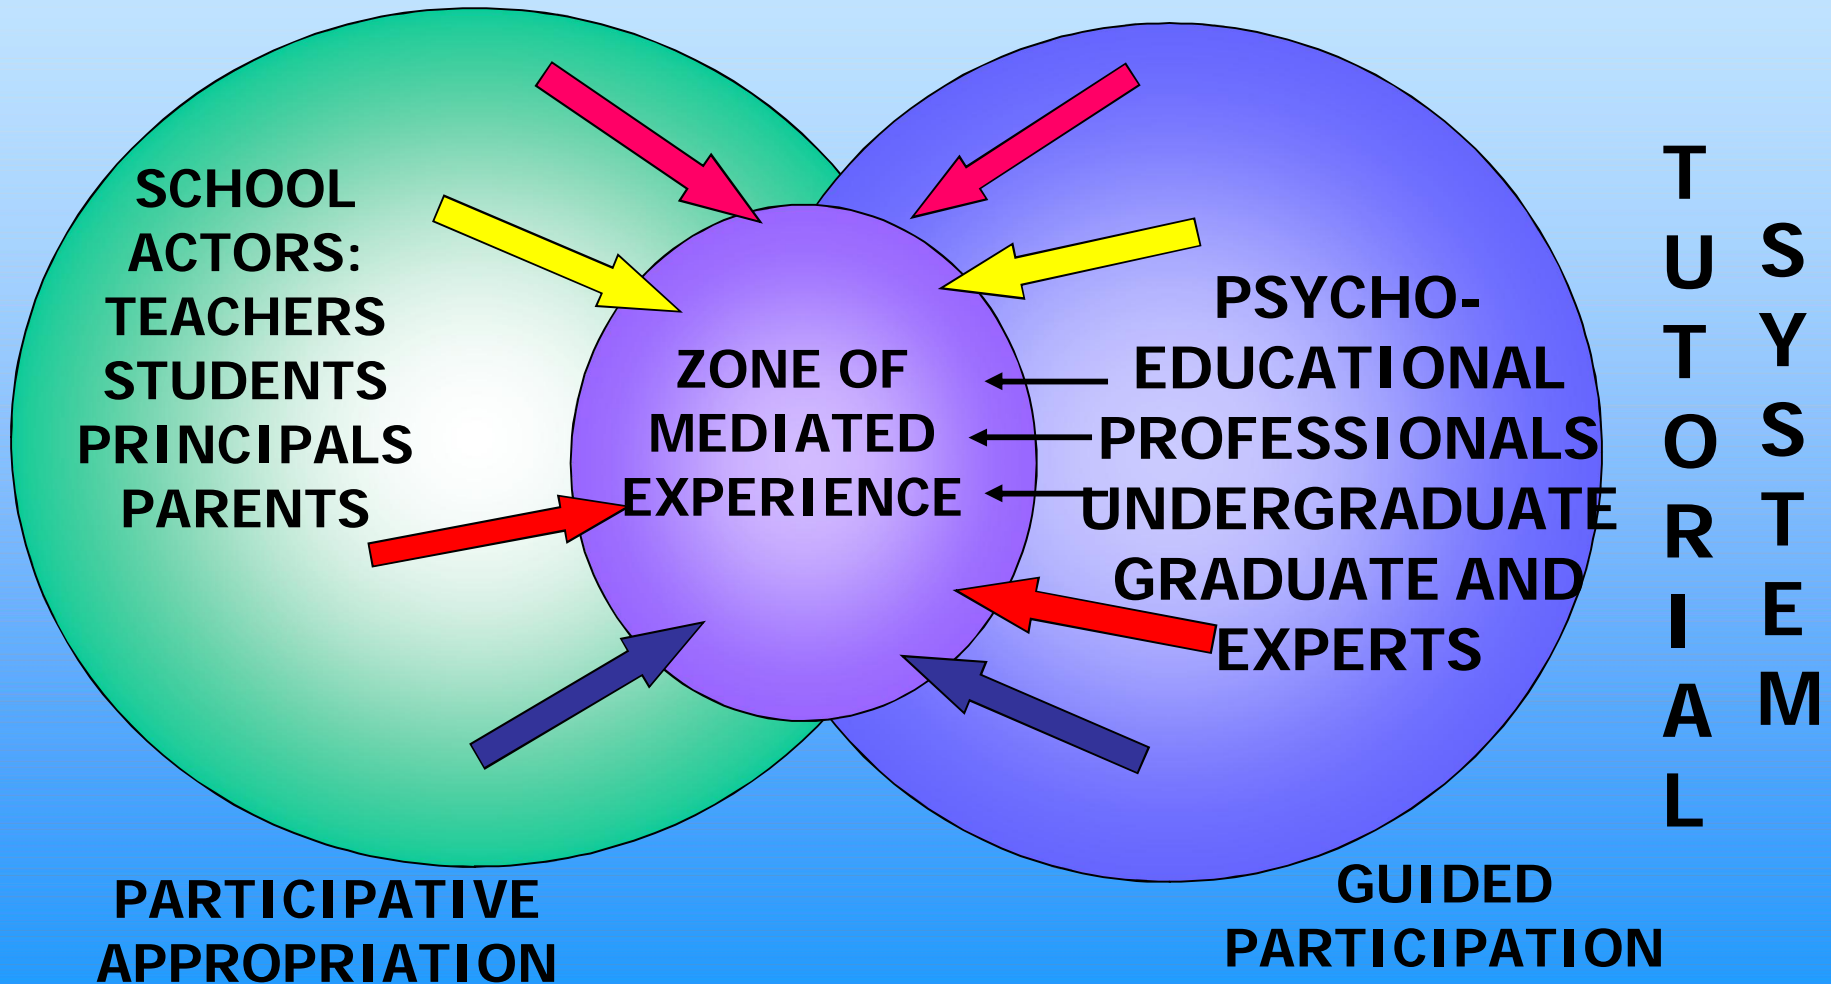 SCHOOL
ACTORS:
TEACHERS
STUDENTS
PRINCIPALS
PARENTS
ZONE OF
MEDIATED
EXPERIENCE
PSYCHO-
EDUCATIONAL
PROFESSIONALS
UNDERGRADUATE
GRADUATE AND
EXPERTS
TUTORIAL
SYSTEM
PARTICIPATIVE
APPROPRIATION
GUIDED
PARTICIPATION